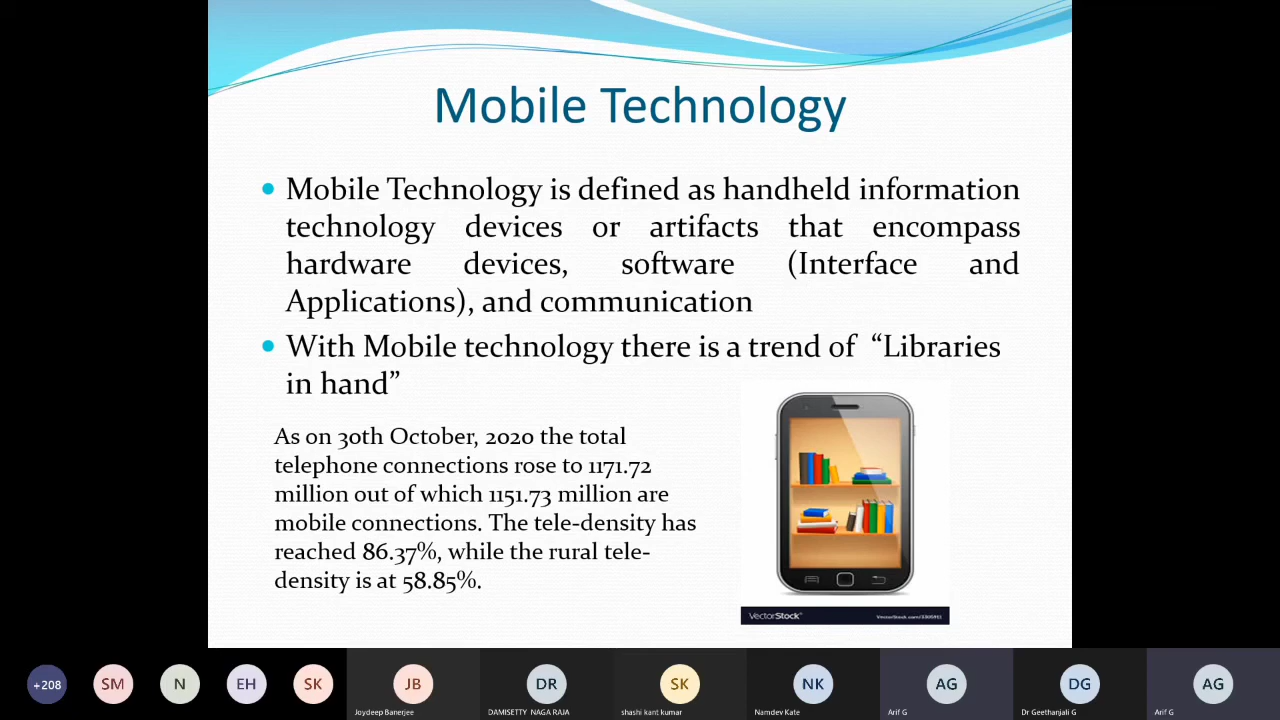 Mobile Technology
Mobile Technology is defined as handheld information
technology devices or artifacts that encompass
hardware devices, software (Interface and
Applications), and communication
With Mobile technology there is a trend of “Libraries
in hand”
As on 30th October, 2020 the total
telephone connections rose to 1171.72
million out of which 1151.73 million are
mobile connections. The tele-density has
reached 86.37%, while the rural tele-
density is at 58.85%.
VectorStock®
+208
SM
N
EH
SK
JB
Joydeep Banerjee
DR
DAMISETTY NAGA RAJA
SK
shashi kant kumar
NK
Namdev Kate
AG
Arif G
DG
Dr Geethanjali G
AG
Arif G